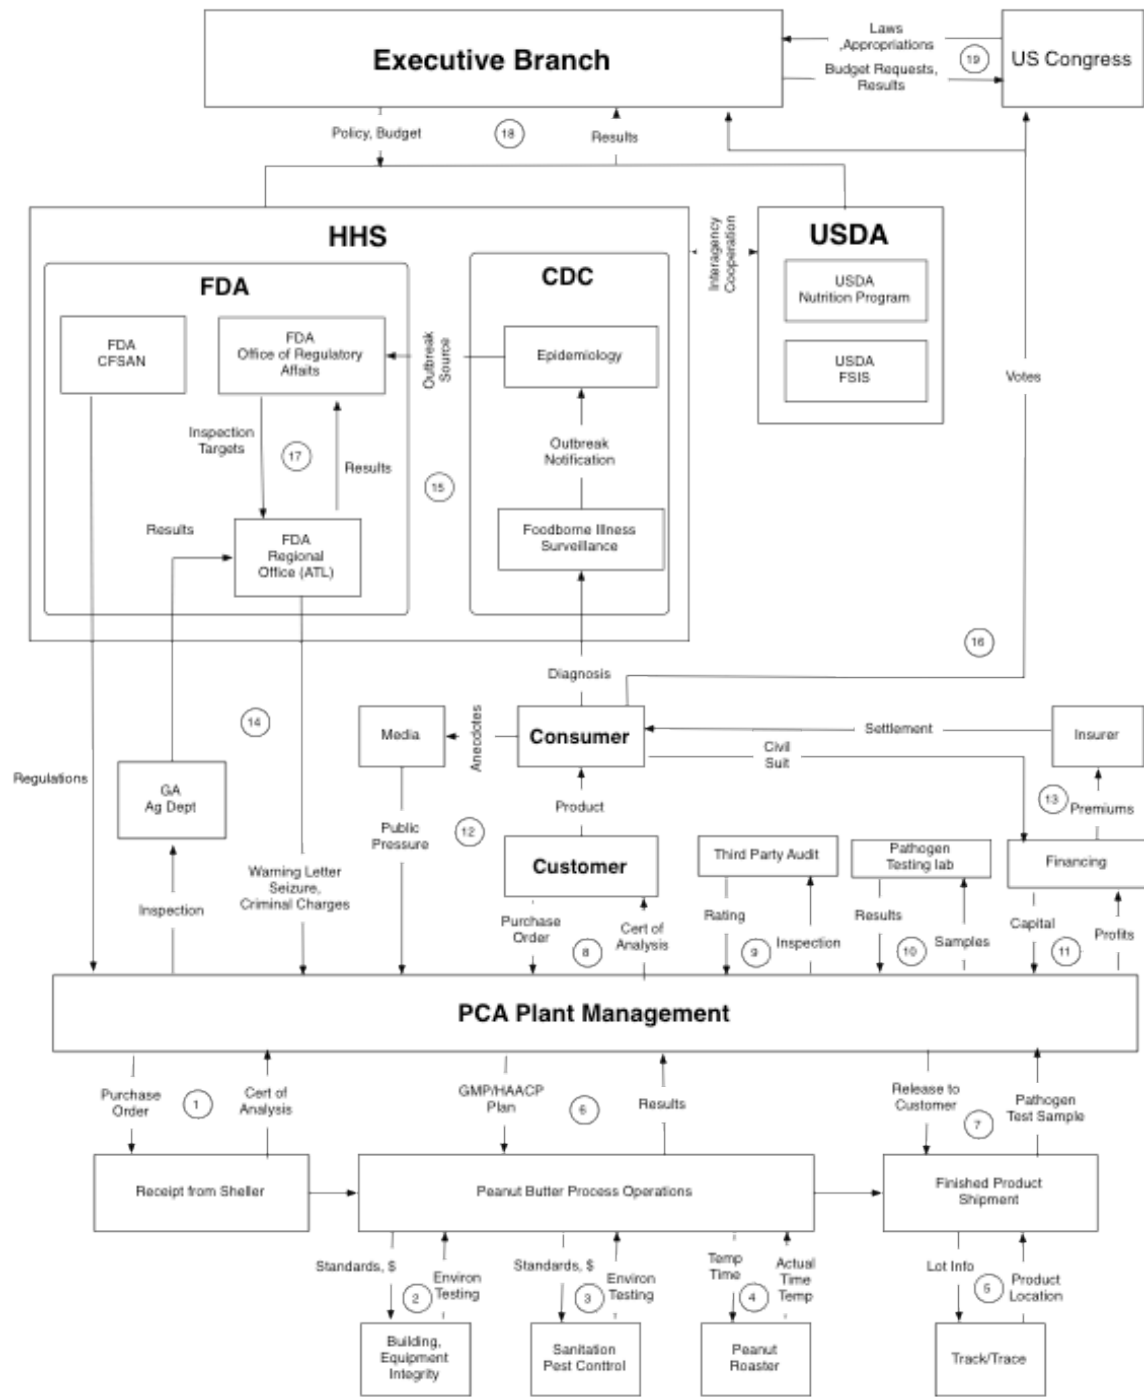 Executive Branch
Laws
,Appropriations
19
Budget Requests,
Results
US Congress
Policy, Budget
18
Results
HHS
Interagency
Cooperation
USDA
USDA
Nutrition Program
USDA
FSIS
FDA
CDC
FDA
CFSAN
FDA
Office of Regulatory
Affaits
Outbreak
Source
Epidemiology
Votes
Inspection
Targets
17
Results
15
Outbreak
Notification
Results
FDA
Regional
Office (ATL)
Foodborne Illness
Surveillance
16
Diagnosis
14
Media
Anecdotes
Consumer
Settlement
Insurer
Civil
Suit
Regulations
GA
Ag Dept
13
Premiums
Product
Public
Pressure
12
Customer
Third Party Audit
Pathogen
Testing lab
Financing
Warning Letter
Seizure,
Criminal Charges
Inspection
Purchase
Order
8
Cert of
Analysis
Rating
9
Inspection
Results
10
Samples
Capital
11
Profits
PCA Plant Management
Purchase
Order
1
Cert of
Analysis
GMP/HAACP
Plan
6
Results
Release to
Customer
7
Pathogen
Test Sample
Receipt from Sheller
Peanut Butter Process Operations
Finished Product
Shipment
Standards, $
2
Environ
Testing
Standards, $
3
Environ
Testing
Temp
Time
4
Actual
Time
Temp
Lot Info
5
Product
Location
Building,
Equipment
Integrity
Sanitation
Pest Conttrol
Peanut
Roaster
Track/Trace